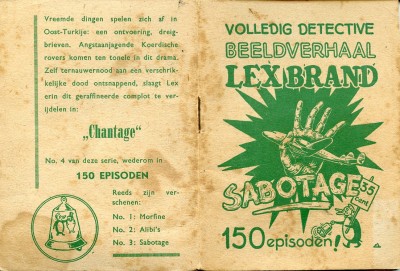 Vreemde dingen spelen zich af in
Oost-Turkije: een ontvoering, dreig-
brieven. Angstaanjagende Koerdische
rovers komen ten tonele in dit drama.
Zelf ternauwernood aan een verschrik-
kelijke dood ontsnappend, slaagt Lex
erin dit geraffineerde complot te ver-
ijdelen in:
„Chantage”
No. 4 van deze serie, wederom in
150 EPISODEN
Reeds zijn ver-
schenen:
No. 1: Morfine
No. 2: Alibi's
No. 3: Sabotage
VOLLEDIG DETECTIVE
BEELDVERHAAL
LEX BRAND
SABOTAGE
35
cent
150 episoden!